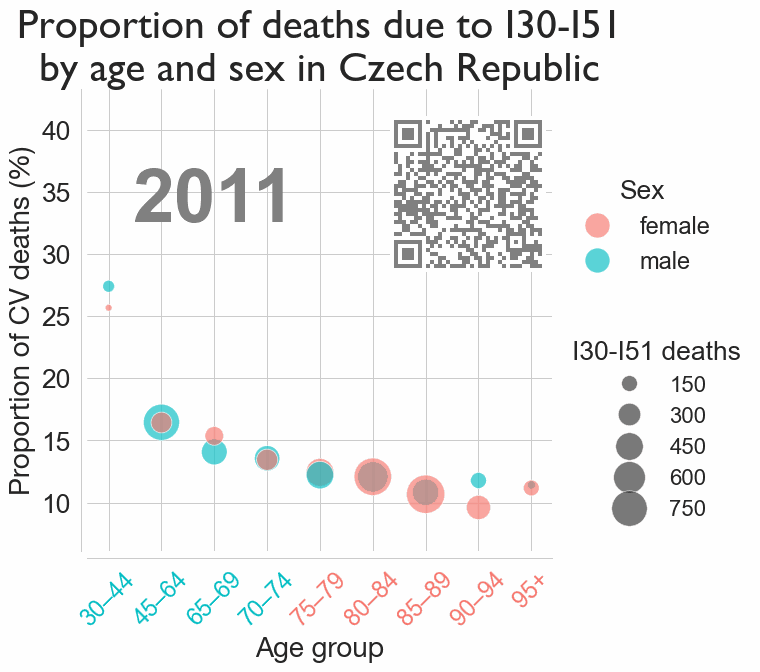 Proportion of deaths due to I30-I51
by age and sex in Czech Republic
Proportion of CV deaths (%)
40
35
30
25
20
15
10
2011
Sex
female
male
I30-I51 deaths
150
300
450
600
750
30–44
45–64
65–69
70–74
75–79
80–84
85–89
90–94
95+
Age group